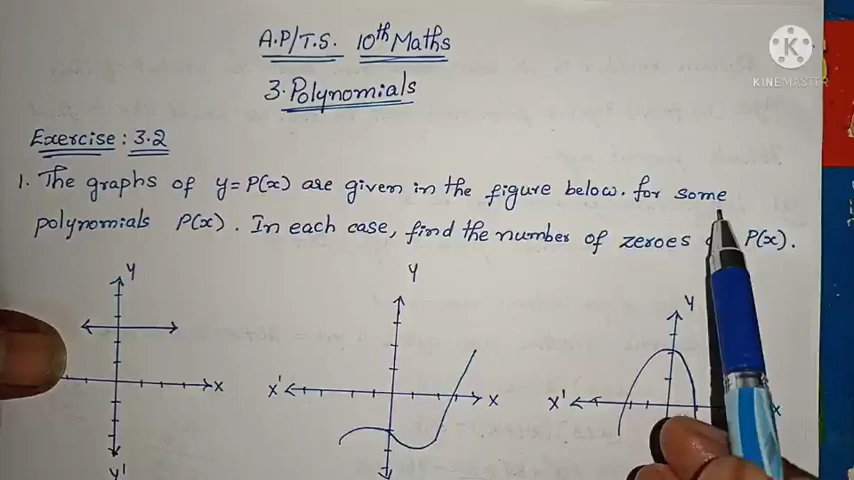 A.P/T.S. 10th Maths
3. Polynomials
Exercise: 3.2
1. The graphs of y=P(x) are given in the figure below. for some
polynomials P(x). In each case, find the number of zeroes P(x).
Y
Y
Y
X
X'
X
X'
X
Y'
K
KINEMASTER